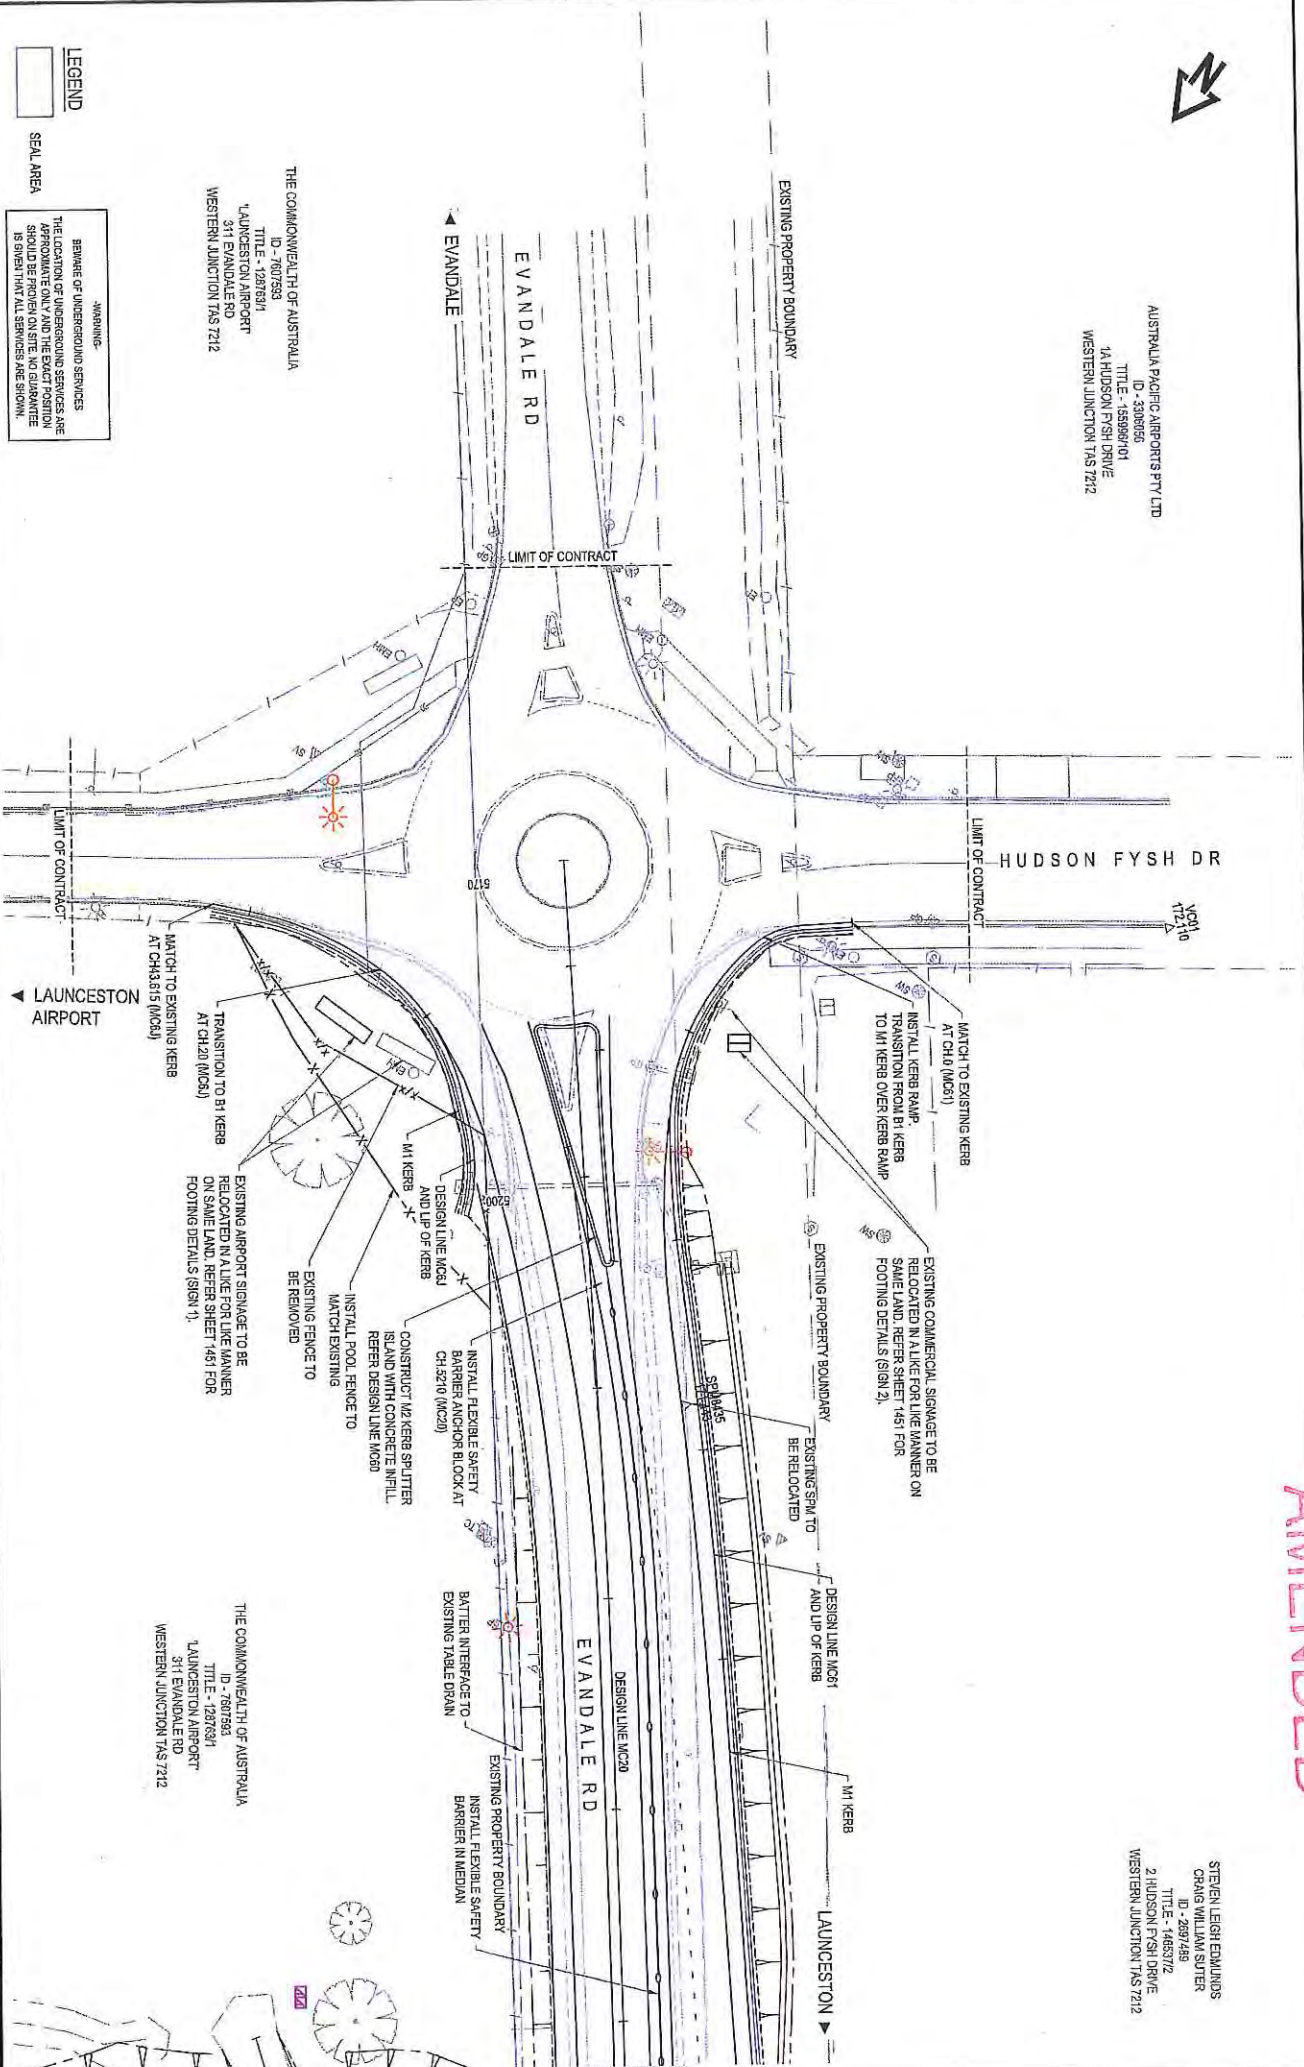 N
AUSTRALIA PACIFIC AIRPORTS PTY LTD
ID - 3306056
TITLE - 155996/101
1A HUDSON FYSH DRIVE
WESTERN JUNCTION TAS 7212
STEVEN LEIGH EDMUNDS
CRAIG WILLIAM SUTER
ID - 2697489
TITLE - 146537/2
2 HUDSON FYSH DRIVE
WESTERN JUNCTION TAS 7212
AMENDED
EXISTING PROPERTY BOUNDARY
◄ EVANDALE
EVANDALE RD
LIMIT OF CONTRACT
HUDSON FYSH DR
LIMIT OF CONTRACT
VC01
172.110
MATCH TO EXISTING KERB
AT CH.0 (MC61)
INSTALL KERB RAMP.
TRANSITION FROM B1 KERB
TO M1 KERB OVER KERB RAMP
EXISTING COMMERCIAL SIGNAGE TO BE
RELOCATED IN A LIKE FOR LIKE MANNER ON
SAME LAND. REFER SHEET 1451 FOR
FOOTING DETAILS (SIGN 2).
EXISTING PROPERTY BOUNDARY
EXISTING SPM TO
BE RELOCATED
DESIGN LINE MC61
AND LIP OF KERB
M1 KERB
LAUNCESTON ►
5170
5200
DESIGN LINE MC20
EVANDALE RD
LIMIT OF CONTRACT
◄ LAUNCESTON
AIRPORT
MATCH TO EXISTING KERB
AT CH43.615 (MC6J)
TRANSITION TO B1 KERB
AT CH.20 (MC6J)
EXISTING AIRPORT SIGNAGE TO BE
RELOCATED IN A LIKE FOR LIKE MANNER
ON SAME LAND. REFER SHEET 1451 FOR
FOOTING DETAILS (SIGN 1).
M1 KERB
DESIGN LINE MC6J
AND LIP OF KERB
EXISTING FENCE TO
BE REMOVED
INSTALL POOL FENCE TO
MATCH EXISTING
CONSTRUCT M2 KERB SPLITTER
ISLAND WITH CONCRETE INFILL.
REFER DESIGN LINE MC60
INSTALL FLEXIBLE SAFETY
BARRIER ANCHOR BLOCK AT
CH.5210 (MC20)
BATTER INTERFACE TO
EXISTING TABLE DRAIN
EXISTING PROPERTY BOUNDARY
INSTALL FLEXIBLE SAFETY
BARRIER IN MEDIAN
THE COMMONWEALTH OF AUSTRALIA
ID - 7607593
TITLE - 128763/1
'LAUNCESTON AIRPORT'
311 EVANDALE RD
WESTERN JUNCTION TAS 7212
THE COMMONWEALTH OF AUSTRALIA
ID - 7607593
TITLE - 128763/1
'LAUNCESTON AIRPORT'
311 EVANDALE RD
WESTERN JUNCTION TAS 7212
LEGEND
SEAL AREA
-WARNING-
BEWARE OF UNDERGROUND SERVICES
THE LOCATION OF UNDERGROUND SERVICES ARE
APPROXIMATE ONLY AND THE EXACT POSITION
SHOULD BE PROVEN ON SITE. NO GUARANTEE
IS GIVEN THAT ALL SERVICES ARE SHOWN.